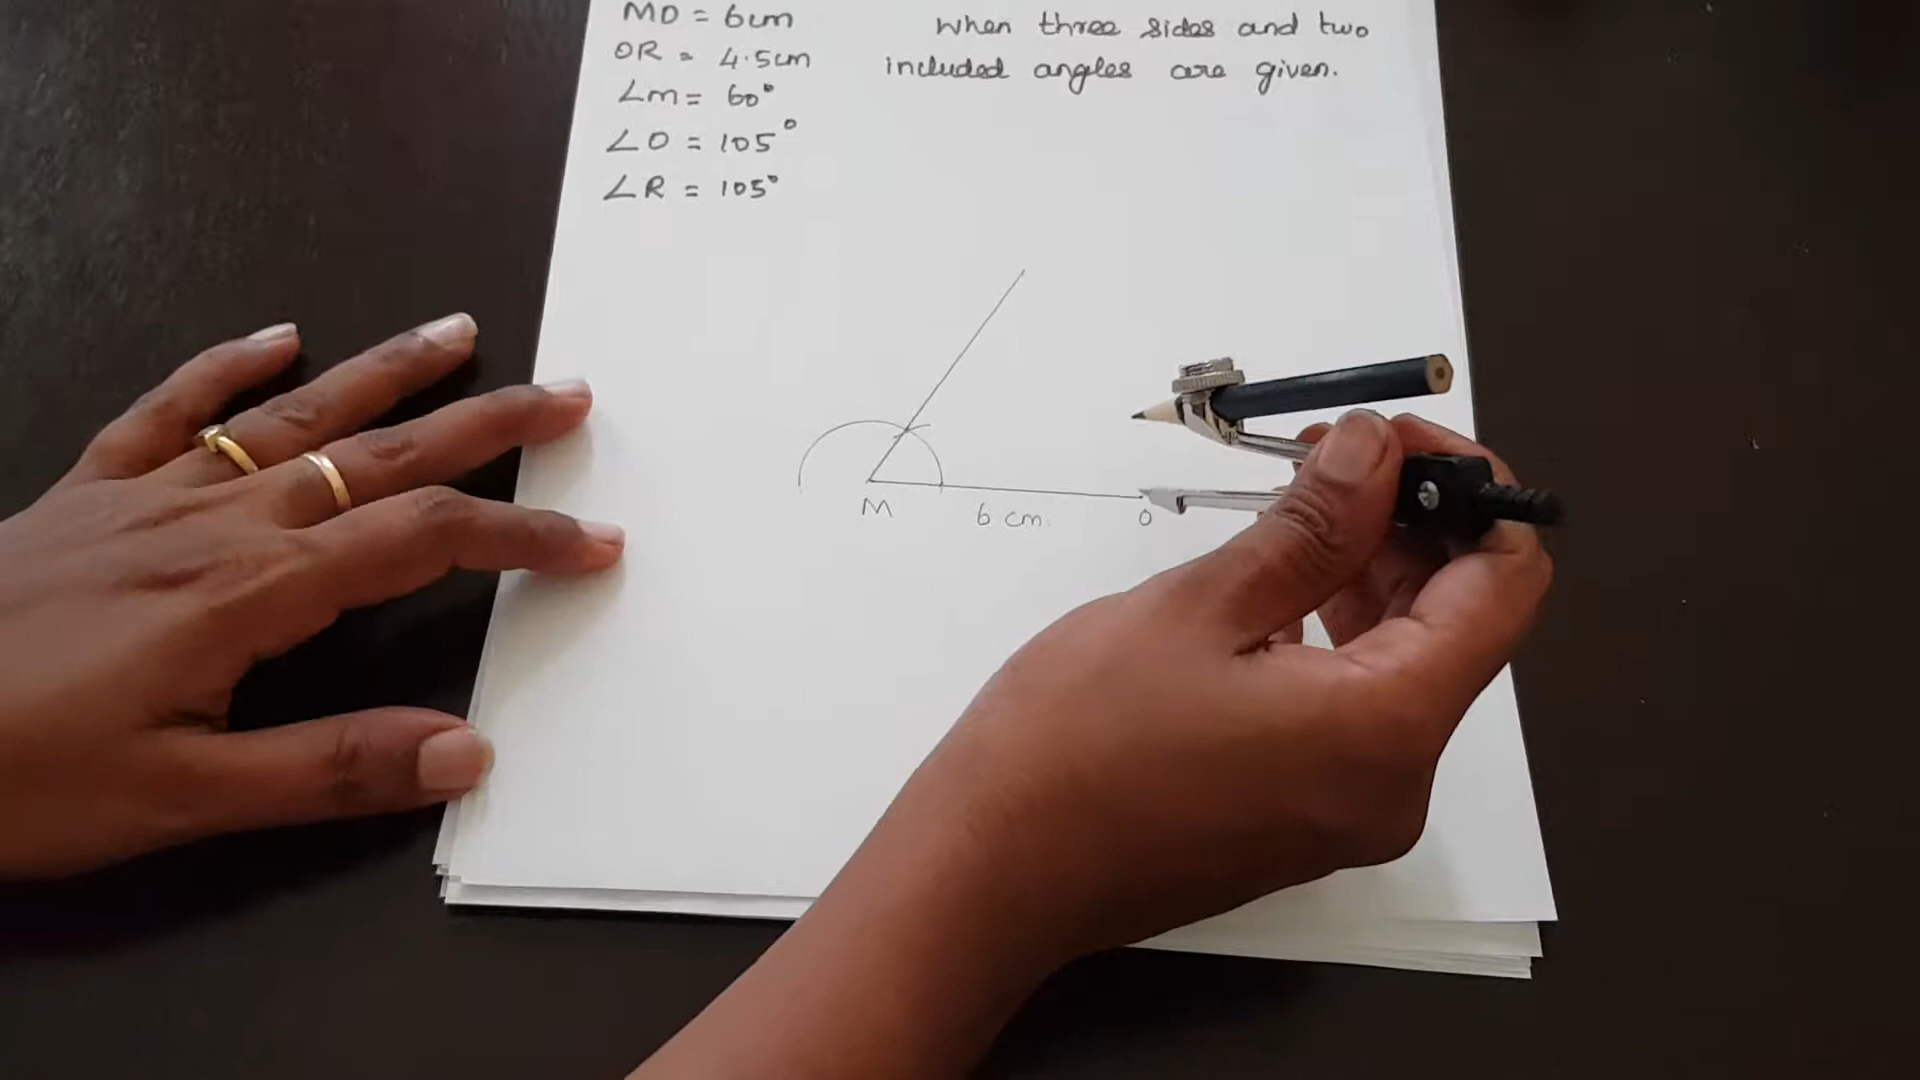 MO = 6cm
OR = 4.5cm
∠M = 60°
∠O = 105°
∠R = 105°
When three sides and two
included angles are given.
M
6 cm.
O